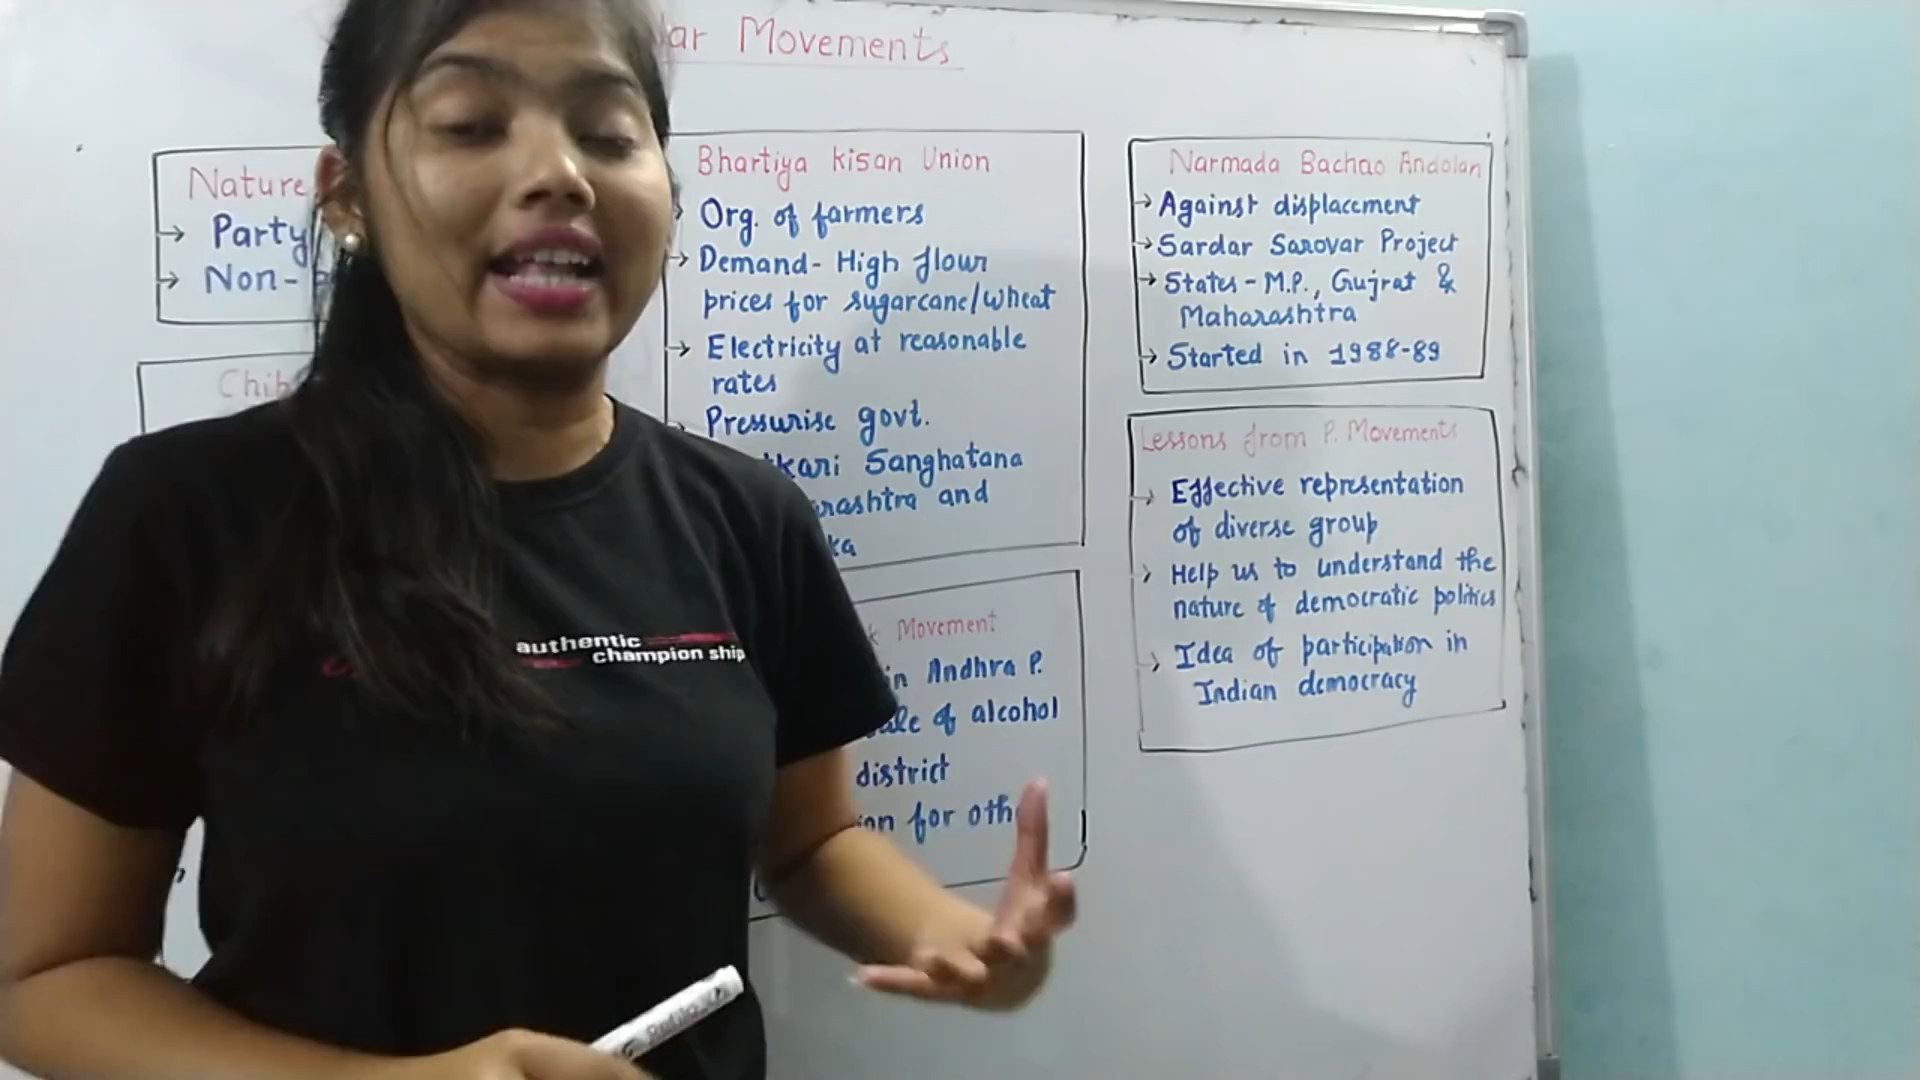 Movements
Nature
→ Party
→ Non-
Bhartiya Kisan Union
Org. of farmers
→ Demand - High flour
prices for sugarcane/wheat
→ Electricity at reasonable
rates
Pressurise govt.
Sanghatana
and
Movement
in Andhra P.
of alcohol
district
for
Narmada Bachao Andolan
→ Against displacement
→ Sardar Sarovar Project
→ States - M.P., Gujrat &
Maharashtra
→ Started in 1988-89
Lessons from P. Movements
→ Effective representation
of diverse group
→ Help us to understand the
nature of democratic politics
→ Idea of participation in
Indian democracy
authentic
champion ship